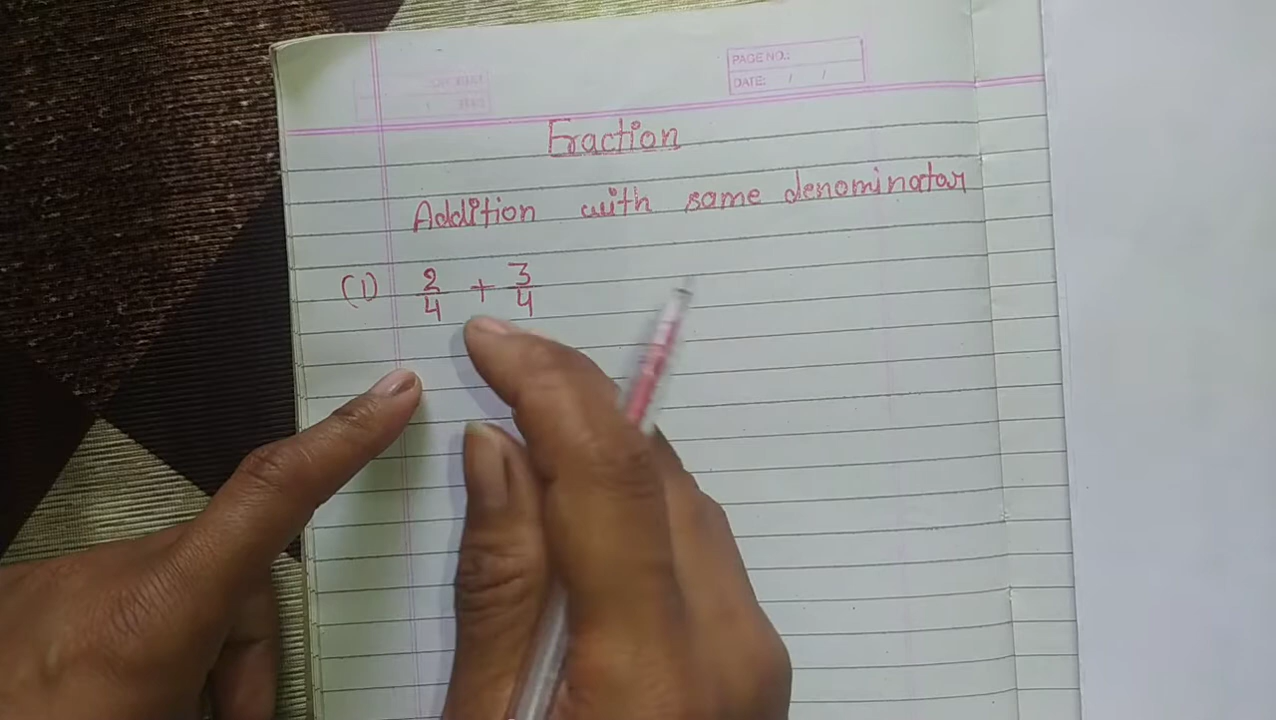 PAGE NO.:
DATE: / /
Fraction
Addition with same denominator
(1) 2/4 + 3/4